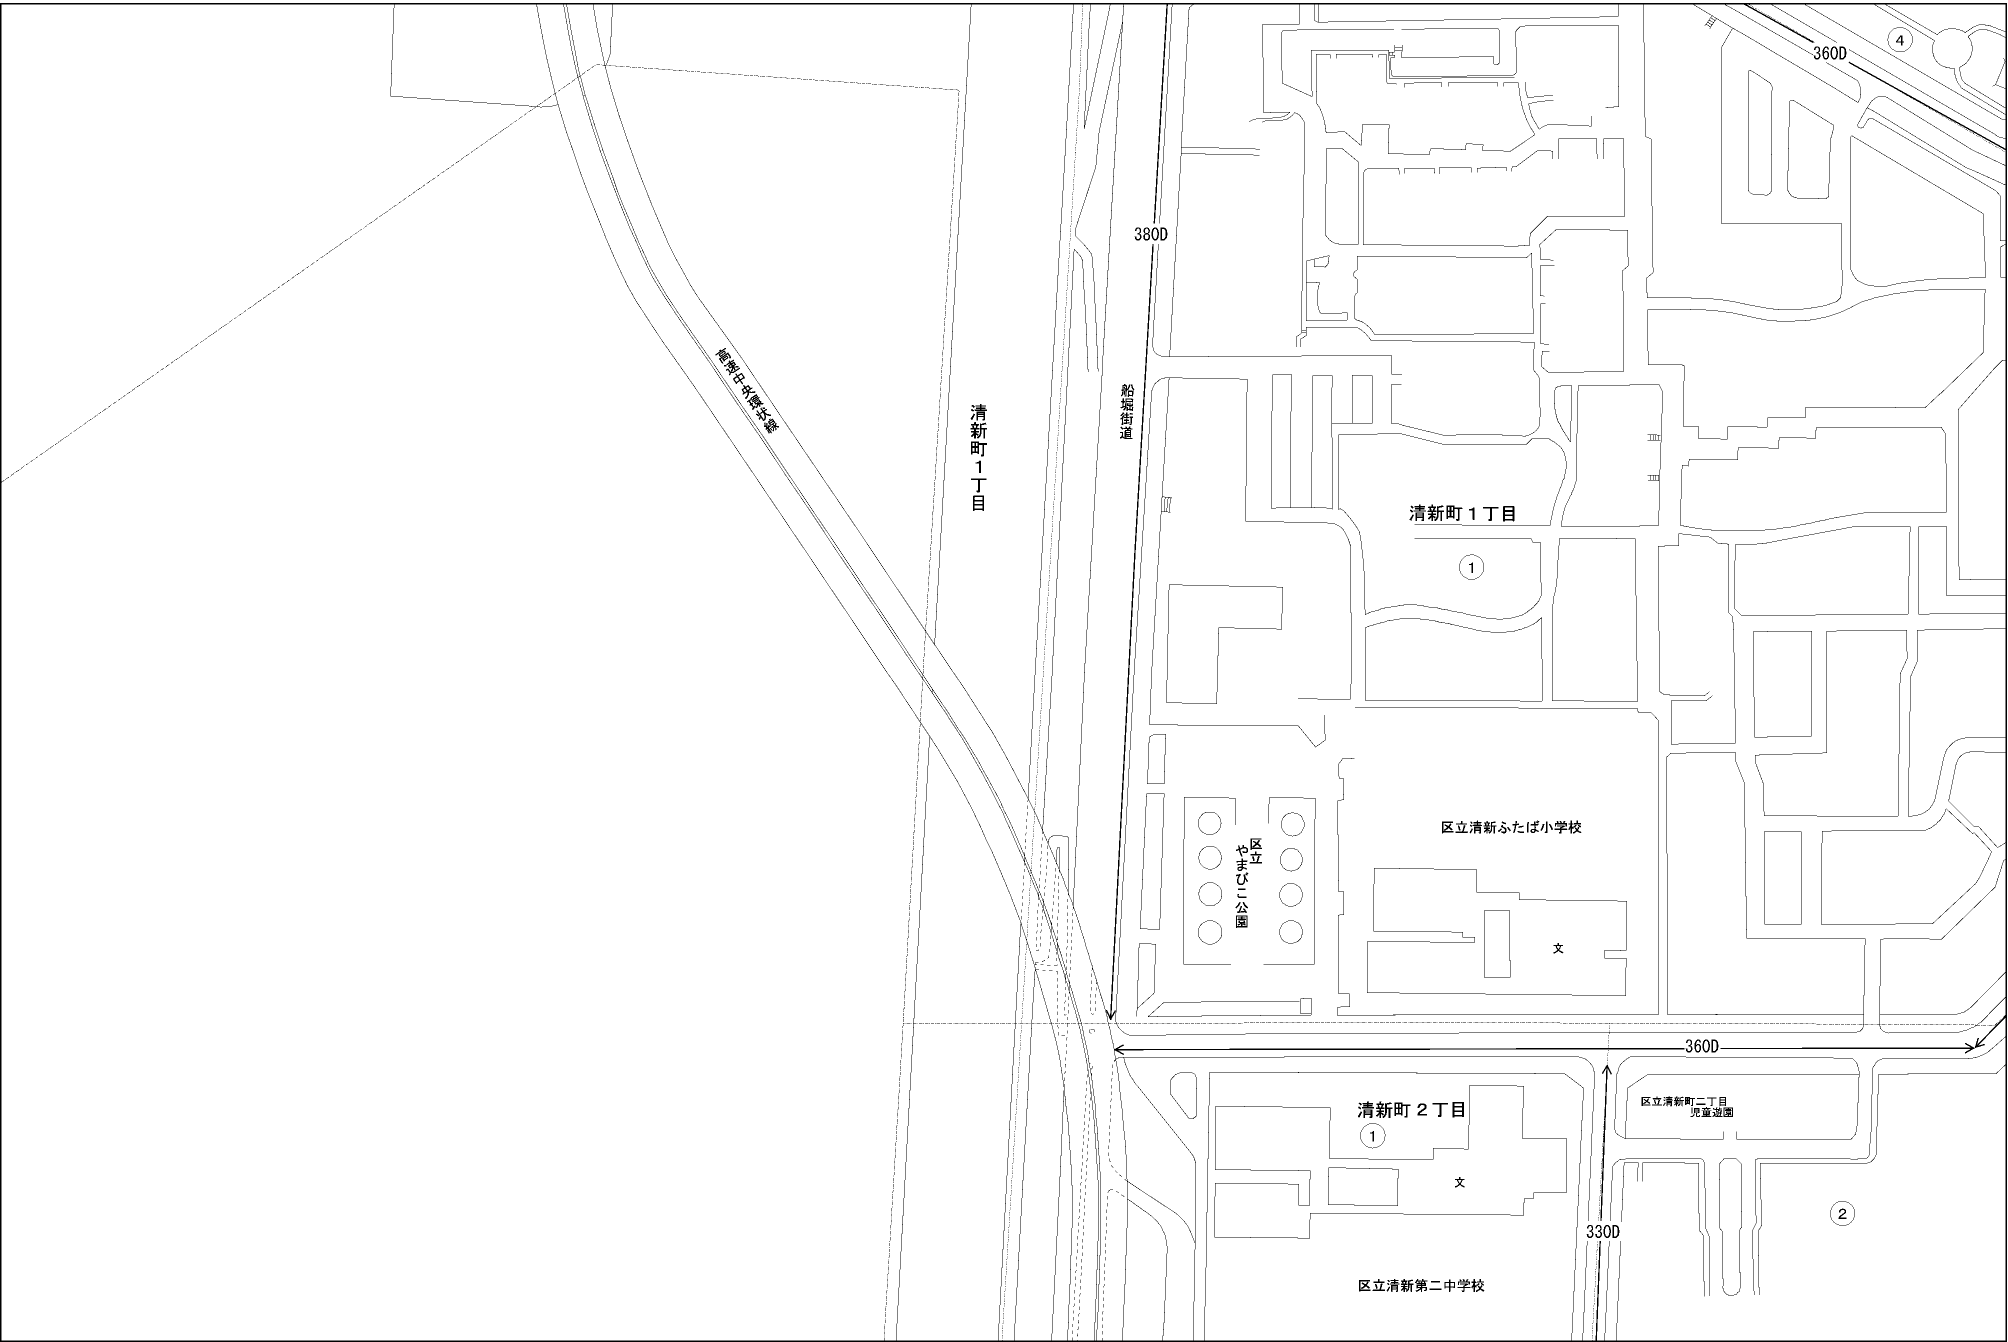 360D
4
380D
高速中央環状線
清新町1丁目
船堀街道
清新町1丁目
1
区立清新ふたば小学校
区立
やまびこ公園
文
360D
清新町2丁目
1
区立清新町二丁目
児童遊園
文
2
330D
区立清新第二中学校